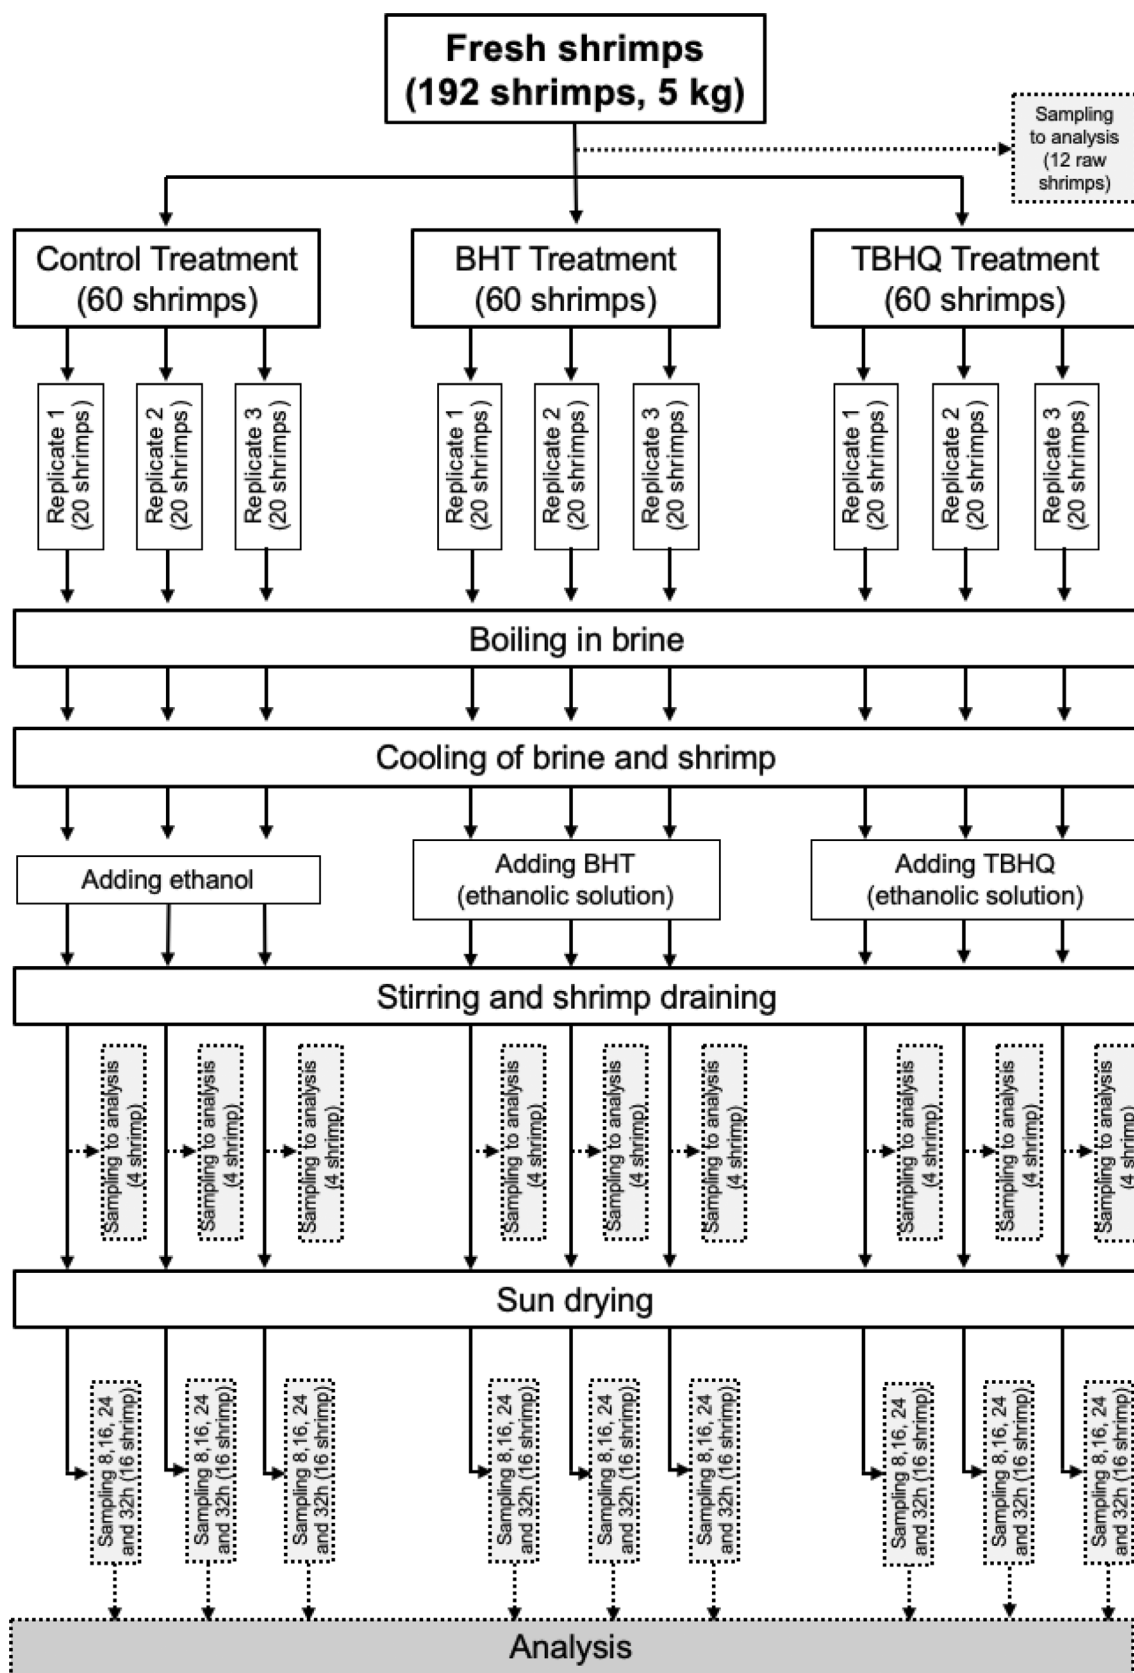 Fresh shrimps
(192 shrimps, 5 kg)
Sampling
to analysis
(12 raw
shrimps)
Control Treatment
(60 shrimps)
BHT Treatment
(60 shrimps)
TBHQ Treatment
(60 shrimps)
Replicate 1
(20 shrimps)
Replicate 2
(20 shrimps)
Replicate 3
(20 shrimps)
Replicate 1
(20 shrimps)
Replicate 2
(20 shrimps)
Replicate 3
(20 shrimps)
Replicate 1
(20 shrimps)
Replicate 2
(20 shrimps)
Replicate 3
(20 shrimps)
Boiling in brine
Cooling of brine and shrimp
Adding ethanol
Adding BHT
(ethanolic solution)
Adding TBHQ
(ethanolic solution)
Stirring and shrimp draining
Sampling to analysis
(4 shrimp)
Sampling to analysis
(4 shrimp)
Sampling to analysis
(4 shrimp)
Sampling to analysis
(4 shrimp)
Sampling to analysis
(4 shrimp)
Sampling to analysis
(4 shrimp)
Sampling to analysis
(4 shrimp)
Sampling to analysis
(4 shrimp)
Sampling to analysis
(4 shrimp)
Sun drying
Sampling 8,16, 24
and 32h (16 shrimp)
Sampling 8,16, 24
and 32h (16 shrimp)
Sampling 8,16, 24
and 32h (16 shrimp)
Sampling 8,16, 24
and 32h (16 shrimp)
Sampling 8,16, 24
and 32h (16 shrimp)
Sampling 8,16, 24
and 32h (16 shrimp)
Sampling 8,16, 24
and 32h (16 shrimp)
Sampling 8,16, 24
and 32h (16 shrimp)
Sampling 8,16, 24
and 32h (16 shrimp)
Analysis